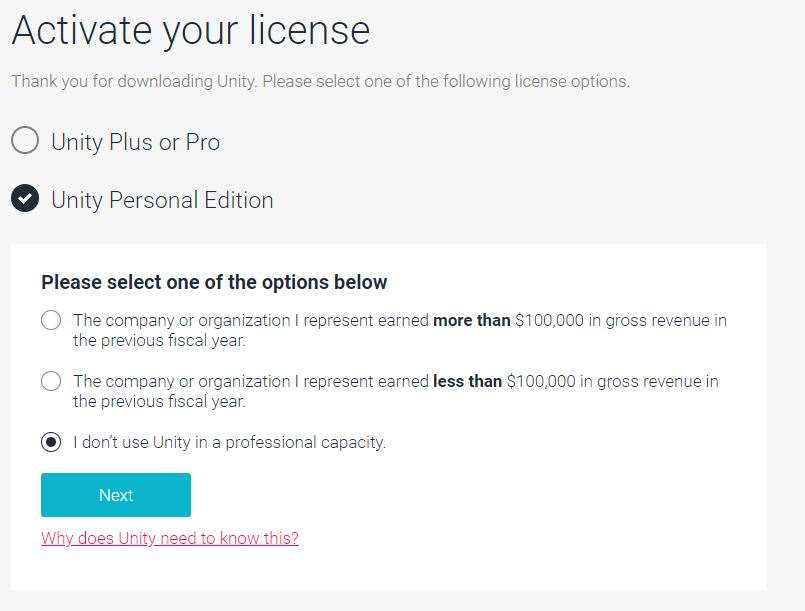 Activate your license
Thank you for downloading Unity. Please select one of the following license options.
Unity Plus or Pro
Unity Personal Edition
Please select one of the options below
The company or organization I represent earned more than $100,000 in gross revenue in
the previous fiscal year.
The company or organization I represent earned less than $100,000 in gross revenue in
the previous fiscal year.
I don't use Unity in a professional capacity.
Next
Why does Unity need to know this?